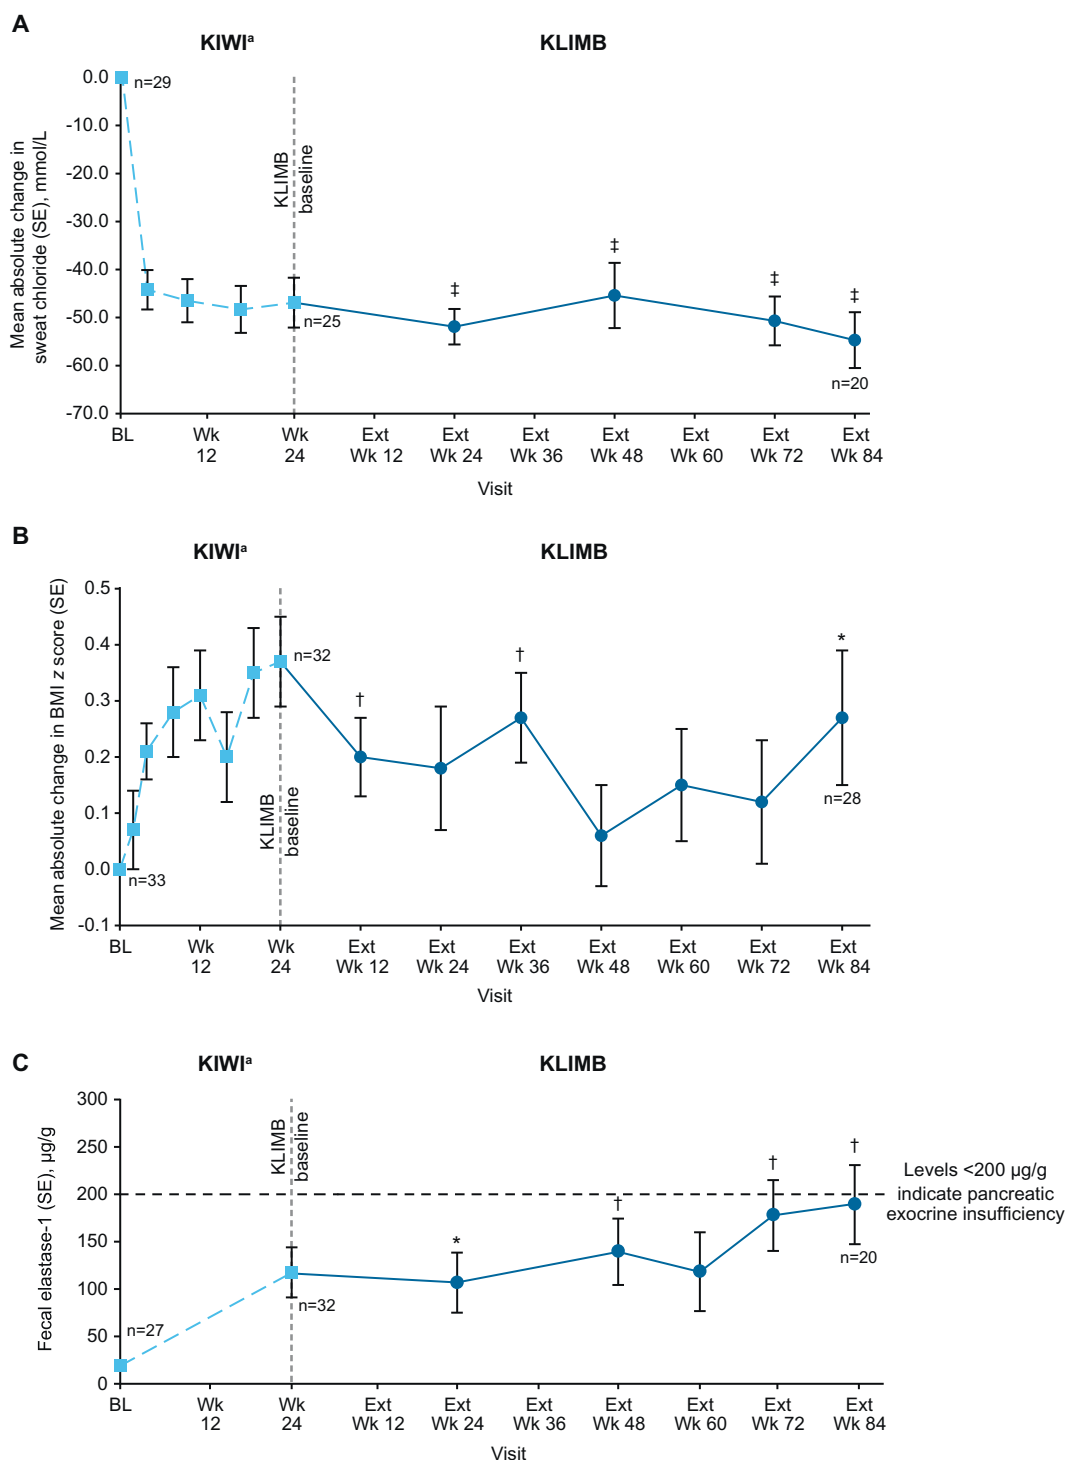 A
KIWIa KLIMB
Mean absolute change in
sweat chloride (SE), mmol/L
0.0
-10.0
-20.0
-30.0
-40.0
-50.0
-60.0
-70.0
n=29
KLIMB
baseline
n=25
‡ ‡ ‡ ‡
n=20
BL Wk Wk Ext Ext Ext Ext Ext Ext Ext
12 24 Wk 12 Wk 24 Wk 36 Wk 48 Wk 60 Wk 72 Wk 84
Visit
B
KIWIa KLIMB
Mean absolute change in BMI z score (SE)
0.5
0.4
0.3
0.2
0.1
0.0
-0.1
n=33
n=32
KLIMB
baseline
† † *
n=28
BL Wk Wk Ext Ext Ext Ext Ext Ext Ext
12 24 Wk 12 Wk 24 Wk 36 Wk 48 Wk 60 Wk 72 Wk 84
Visit
C
KIWIa KLIMB
Fecal elastase-1 (SE), µg/g
300
250
200
150
100
50
0
n=27
KLIMB
baseline
n=32
* † † †
n=20
Levels <200 µg/g
indicate pancreatic
exocrine insufficiency
BL Wk Wk Ext Ext Ext Ext Ext Ext Ext
12 24 Wk 12 Wk 24 Wk 36 Wk 48 Wk 60 Wk 72 Wk 84
Visit